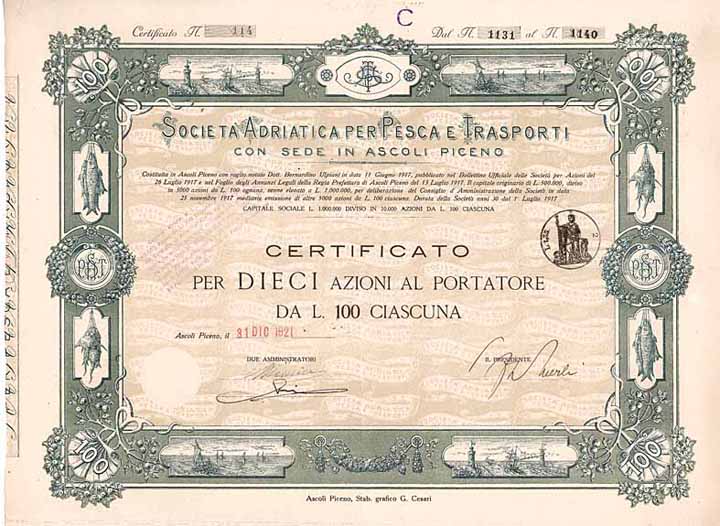 C
Certificato N. 114 Dal N. 1131 al N. 1140
100 100
SOCIETÀ ADRIATICA PER PESCA E TRASPORTI
CON SEDE IN ASCOLI PICENO
Costituita in Ascoli Piceno con rogito notaio Dott. Bernardino Ulpiani in data 11 Giugno 1917, pubblicato nel Bollettino Ufficiale delle Società per Azioni del
26 Luglio 1917 e nel Foglio degli Annunzi Legali della Regia Prefettura di Ascoli Piceno del 13 Luglio 1917. Il capitale originario di L. 500.000, diviso
in 5000 azioni da L. 100 ognuna, venne elevato a L. 1.000.000, per deliberazione del Consiglio d'Amministrazione della Società in data
25 novembre 1917 mediante emissione di altre 5000 azioni da L. 100 ciascuna. Durata della Società anni 30 dal 1° Luglio 1917
CAPITALE SOCIALE L. 1.000.000 DIVISO IN 10.000 AZIONI DA L. 100 CIASCUNA
CERTIFICATO
PER DIECI AZIONI AL PORTATORE
DA L. 100 CIASCUNA
Ascoli Piceno, il 31 DIC 1921
DUE AMMINISTRATORI IL PRESIDENTE
100 100
Ascoli Piceno, Stab. grafico G. Cesari